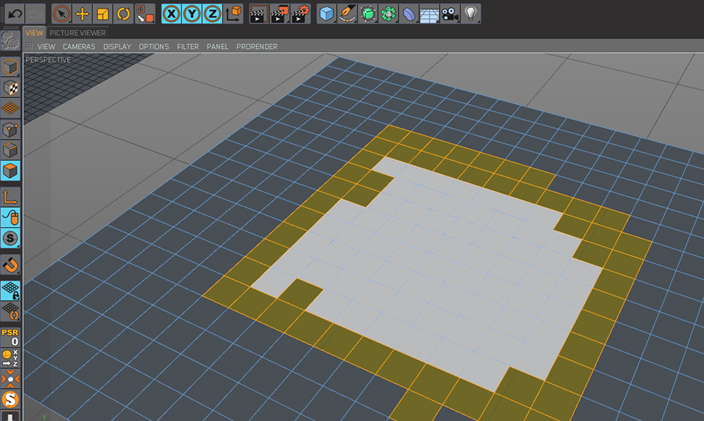 X Y Z
VIEW PICTURE VIEWER
VIEW CAMERAS DISPLAY OPTIONS FILTER PANEL PRORENDER
PERSPECTIVE
S
PSR
0
X
Y
Z
S
Y